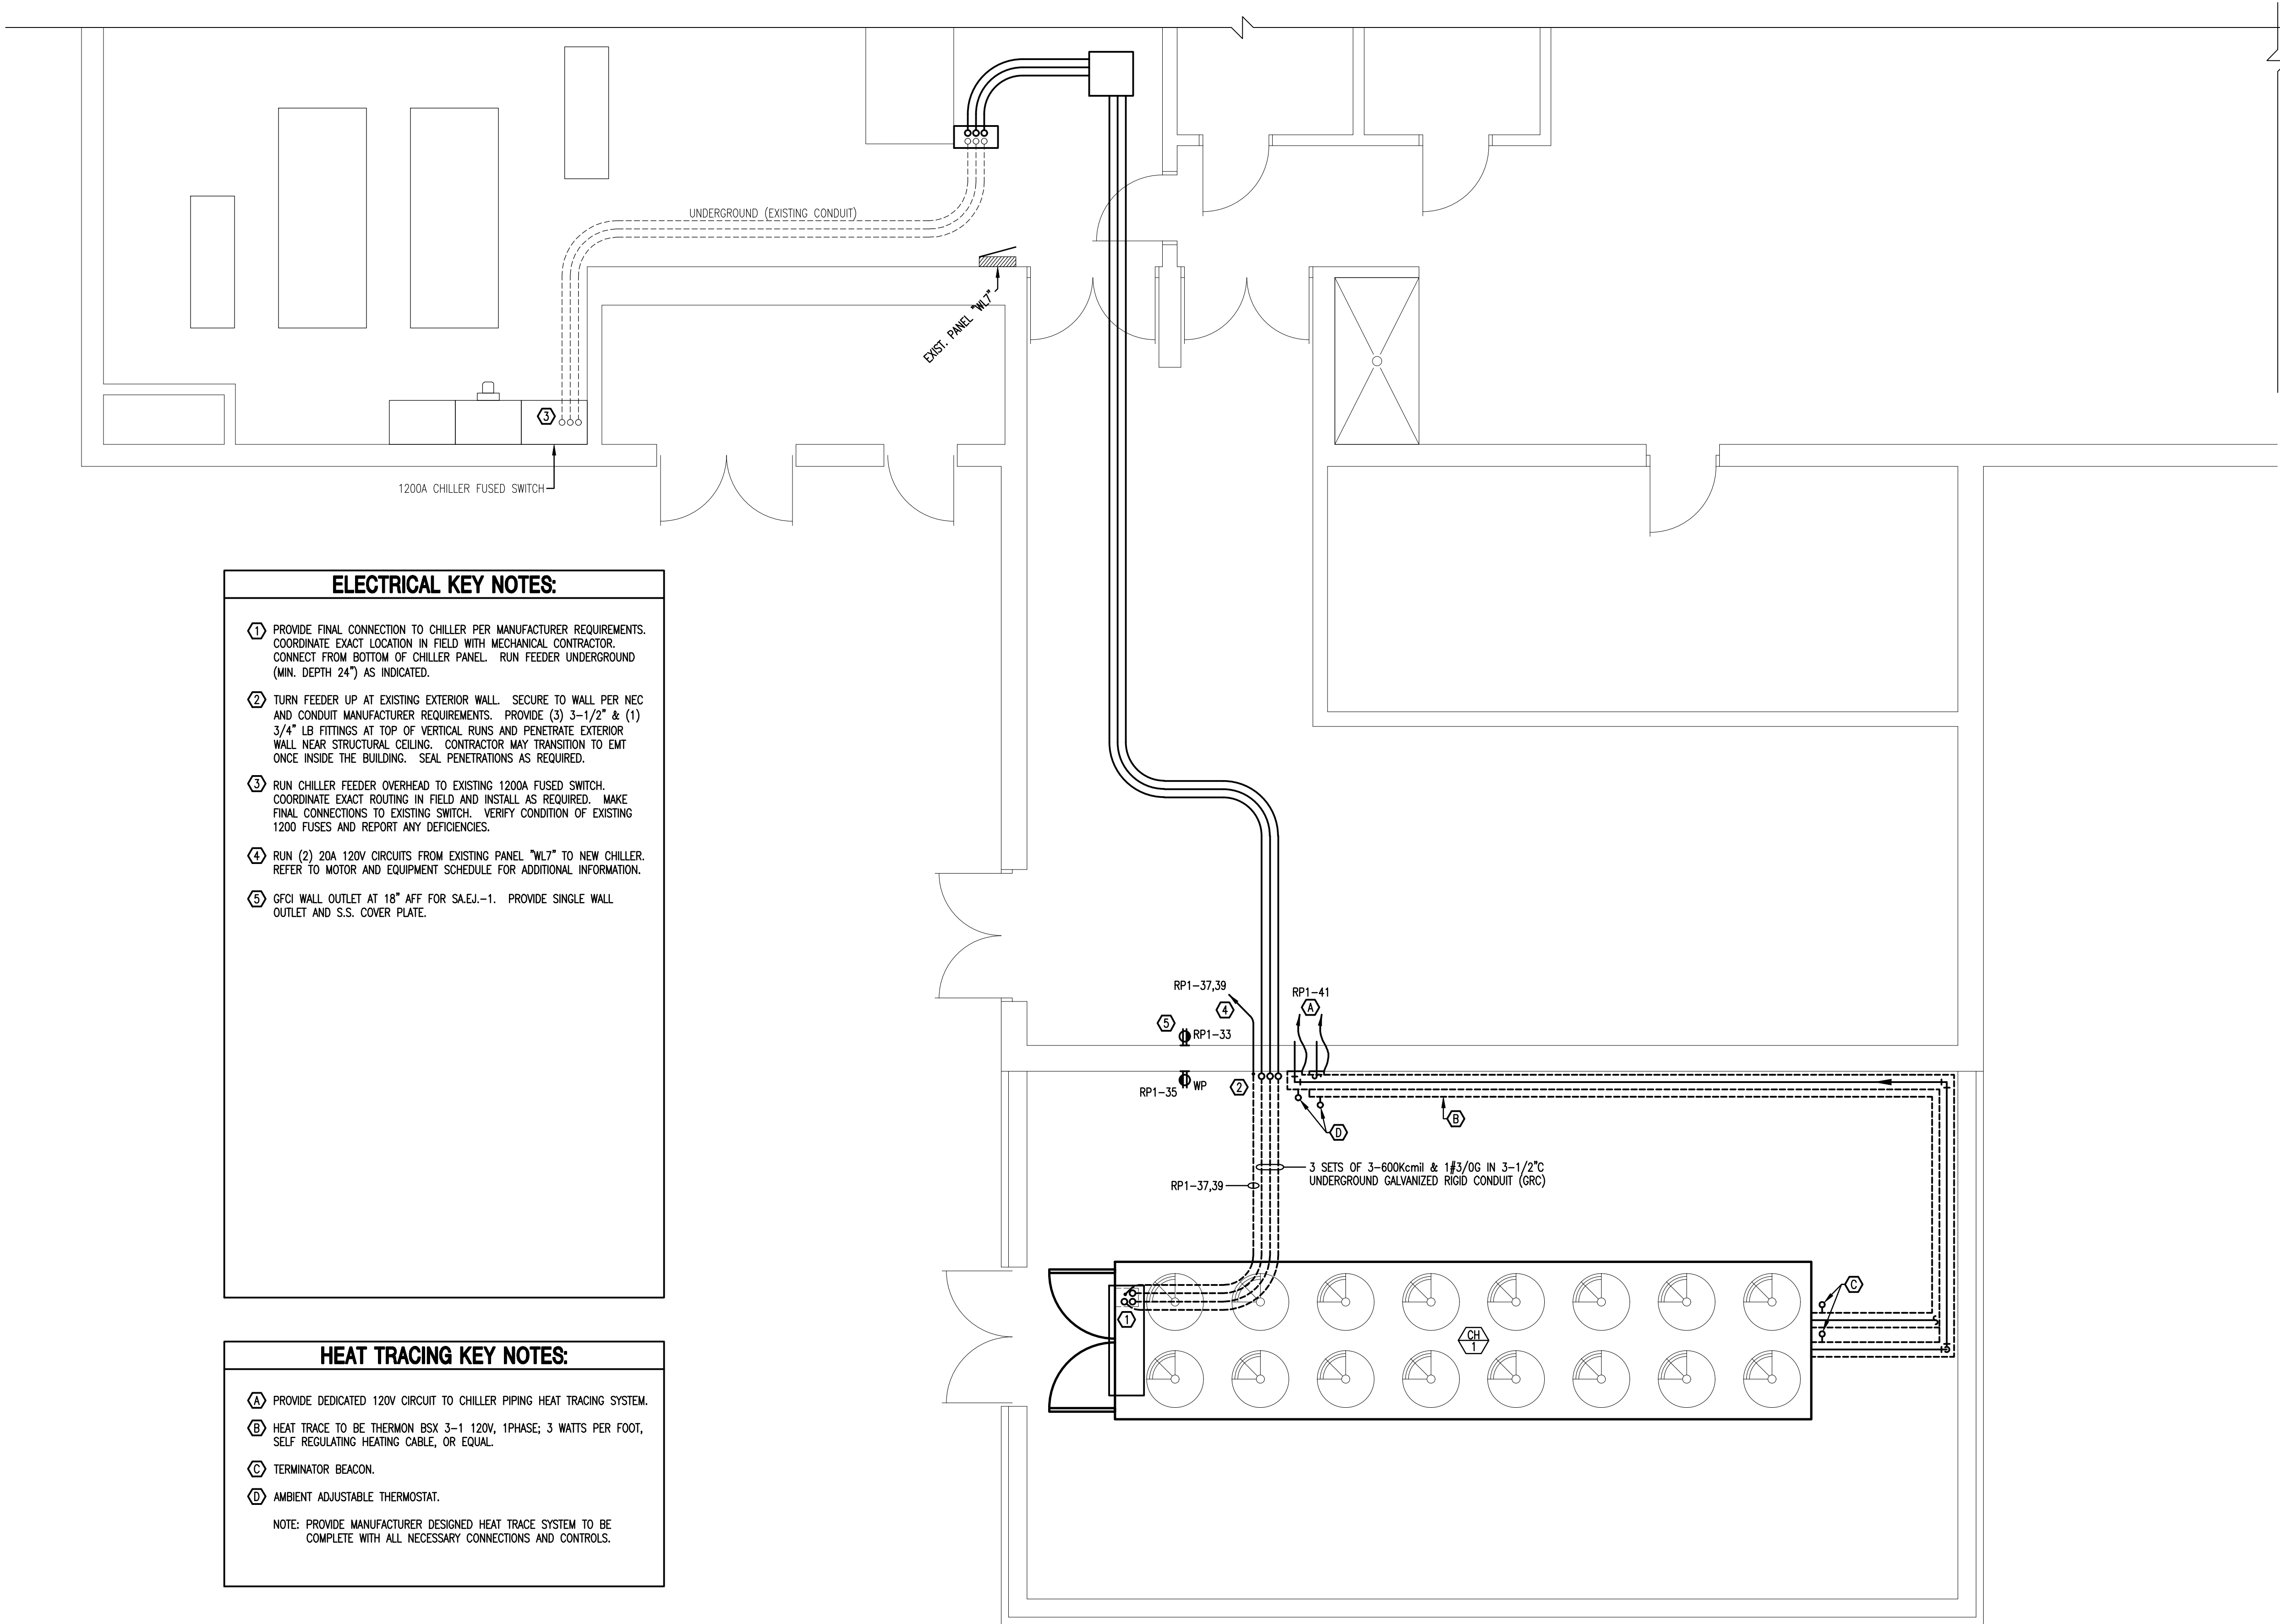 UNDERGROUND (EXISTING CONDUIT)
EXIST. PANEL "WL7"
3
1200A CHILLER FUSED SWITCH
ELECTRICAL KEY NOTES:
1 PROVIDE FINAL CONNECTION TO CHILLER PER MANUFACTURER REQUIREMENTS.
COORDINATE EXACT LOCATION IN FIELD WITH MECHANICAL CONTRACTOR.
CONNECT FROM BOTTOM OF CHILLER PANEL. RUN FEEDER UNDERGROUND
(MIN. DEPTH 24") AS INDICATED.
2 TURN FEEDER UP AT EXISTING EXTERIOR WALL. SECURE TO WALL PER NEC
AND CONDUIT MANUFACTURER REQUIREMENTS. PROVIDE (3) 3-1/2" & (1)
3/4" LB FITTINGS AT TOP OF VERTICAL RUNS AND PENETRATE EXTERIOR
WALL NEAR STRUCTURAL CEILING. CONTRACTOR MAY TRANSITION TO EMT
ONCE INSIDE THE BUILDING. SEAL PENETRATIONS AS REQUIRED.
3 RUN CHILLER FEEDER OVERHEAD TO EXISTING 1200A FUSED SWITCH.
COORDINATE EXACT ROUTING IN FIELD AND INSTALL AS REQUIRED. MAKE
FINAL CONNECTIONS TO EXISTING SWITCH. VERIFY CONDITION OF EXISTING
1200 FUSES AND REPORT ANY DEFICIENCIES.
4 RUN (2) 20A 120V CIRCUITS FROM EXISTING PANEL "WL7" TO NEW CHILLER.
REFER TO MOTOR AND EQUIPMENT SCHEDULE FOR ADDITIONAL INFORMATION.
5 GFCI WALL OUTLET AT 18" AFF FOR SA.EJ.-1. PROVIDE SINGLE WALL
OUTLET AND S.S. COVER PLATE.
HEAT TRACING KEY NOTES:
A PROVIDE DEDICATED 120V CIRCUIT TO CHILLER PIPING HEAT TRACING SYSTEM.
B HEAT TRACE TO BE THERMON BSX 3-1 120V, 1PHASE; 3 WATTS PER FOOT,
SELF REGULATING HEATING CABLE, OR EQUAL.
C TERMINATOR BEACON.
D AMBIENT ADJUSTABLE THERMOSTAT.
NOTE: PROVIDE MANUFACTURER DESIGNED HEAT TRACE SYSTEM TO BE
COMPLETE WITH ALL NECESSARY CONNECTIONS AND CONTROLS.
RP1-37,39
4
RP1-41
A
5
RP1-33
RP1-35
WP
2
D
B
3 SETS OF 3-600Kcmil & 1#3/0G IN 3-1/2"C
UNDERGROUND GALVANIZED RIGID CONDUIT (GRC)
RP1-37,39
C
1
CH
1